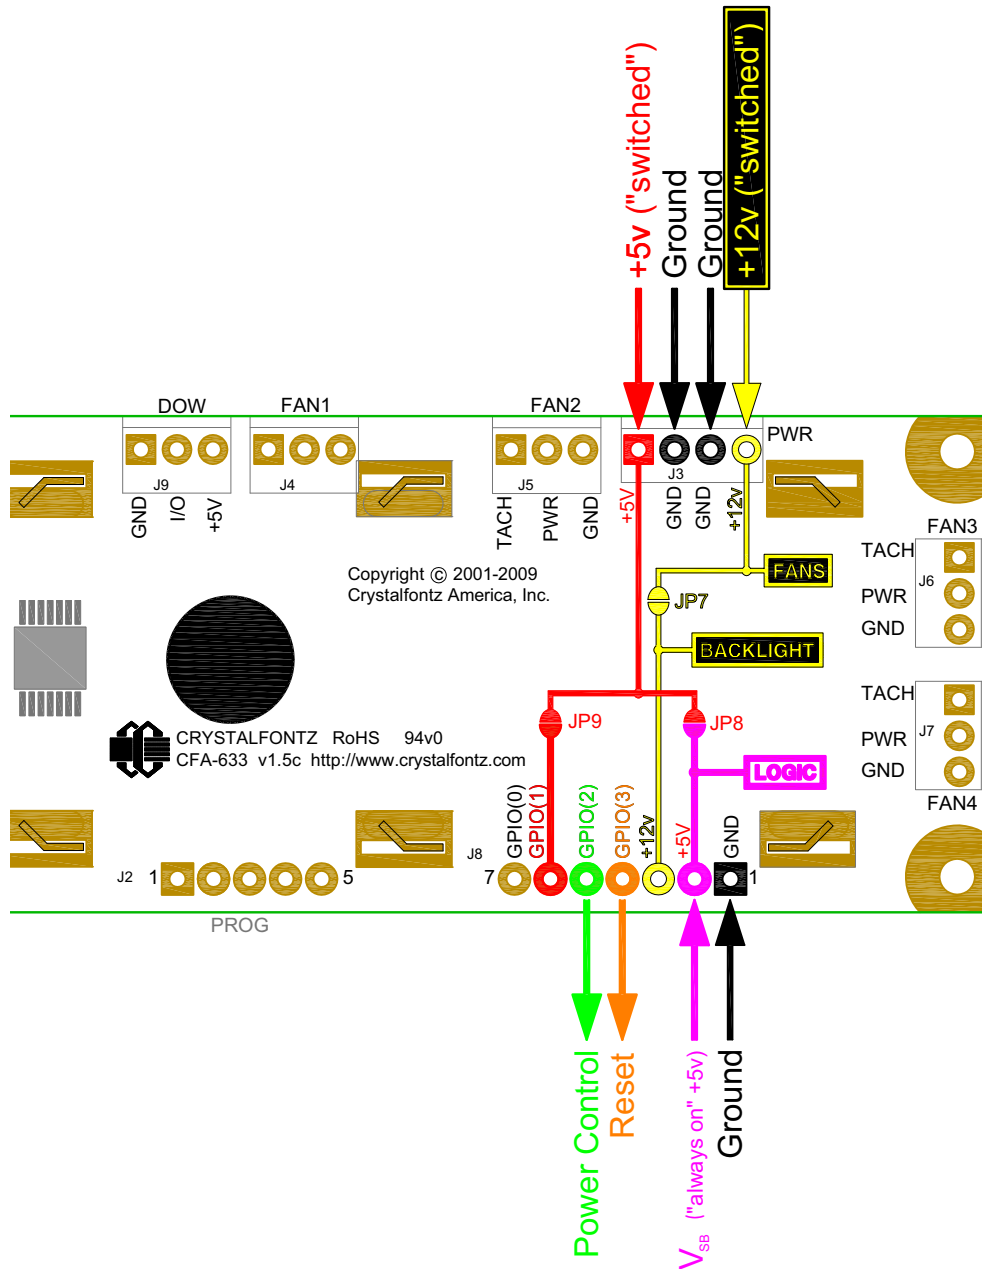 +5v ("switched")
Ground
Ground
+12v ("switched")
DOW
FAN1
FAN2
PWR
J9
J4
J5
J3
GND
I/O
+5V
TACH
PWR
GND
+5V
GND
GND
+12v
FAN3
TACH
PWR
GND
J6
FANS
Copyright © 2001-2009
Crystalfontz America, Inc.
JP7
BACKLIGHT
TACH
PWR
GND
J7
FAN4
JP9
JP8
CRYSTALFONTZ RoHS 94v0
CFA-633 v1.5c http://www.crystalfontz.com
LOGIC
GPIO(0)
GPIO(1)
GPIO(2)
GPIO(3)
+12v
+5V
GND
J2 1
5
J8
7
1
PROG
Power Control
Reset
VSB ("always on" +5v)
Ground